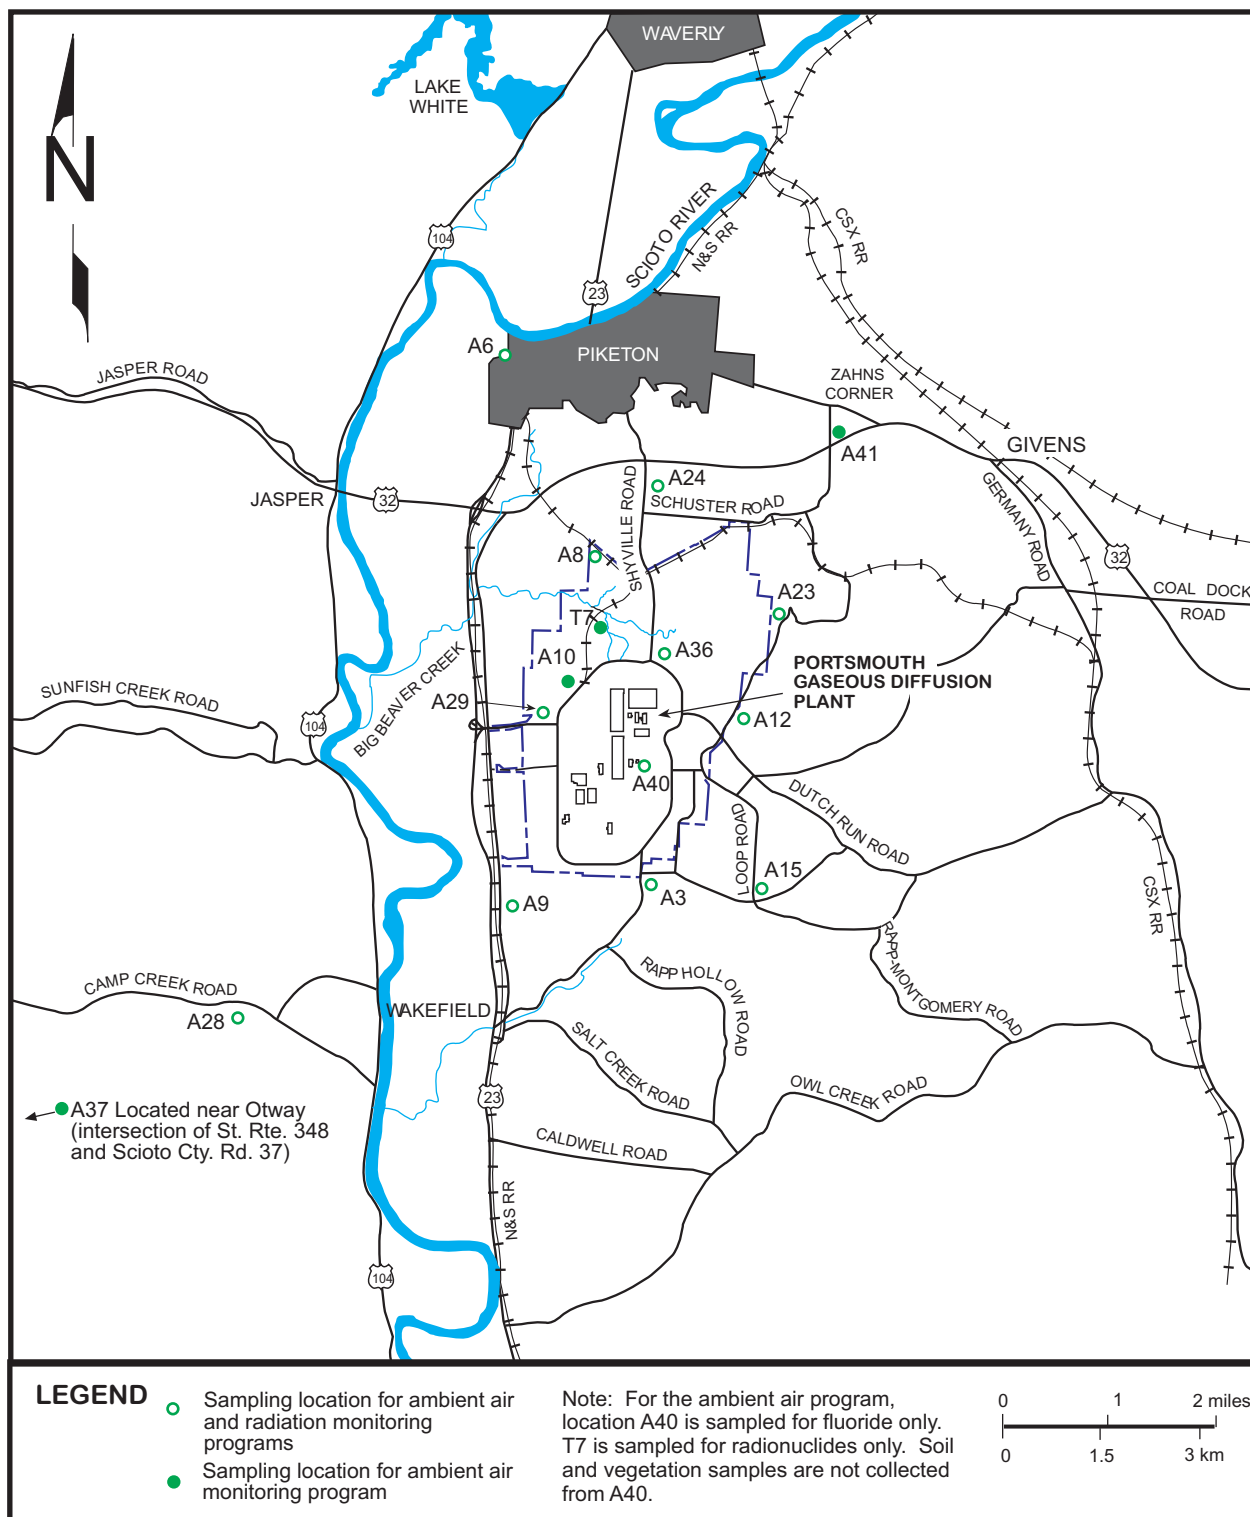 WAVERLY
LAKE
WHITE
N
104
SCIOTO RIVER
N&S RR
CSX RR
23
A6
PIKETON
JASPER ROAD
ZAHNS
CORNER
A41
GIVENS
JASPER
32
A24
SCHUSTER ROAD
SHYVILLE ROAD
GERMANY ROAD
32
A8
COAL DOCK
ROAD
A23
T7
A36
A10
PORTSMOUTH
GASEOUS DIFFUSION
PLANT
SUNFISH CREEK ROAD
BIG BEAVER CREEK
A29
104
A12
A40
LOOP ROAD
DUTCH RUN ROAD
A15
A3
A9
CSX RR
RAPP-MONTGOMERY ROAD
RAPP HOLLOW ROAD
CAMP CREEK ROAD
A28
WAKEFIELD
SALT CREEK ROAD
OWL CREEK ROAD
23
A37 Located near Otway
(intersection of St. Rte. 348
and Scioto Cty. Rd. 37)
CALDWELL ROAD
N&S RR
104
LEGEND
Sampling location for ambient air
and radiation monitoring
programs
Sampling location for ambient air
monitoring program
Note: For the ambient air program,
location A40 is sampled for fluoride only.
T7 is sampled for radionuclides only. Soil
and vegetation samples are not collected
from A40.
0 1 2 miles
0 1.5 3 km